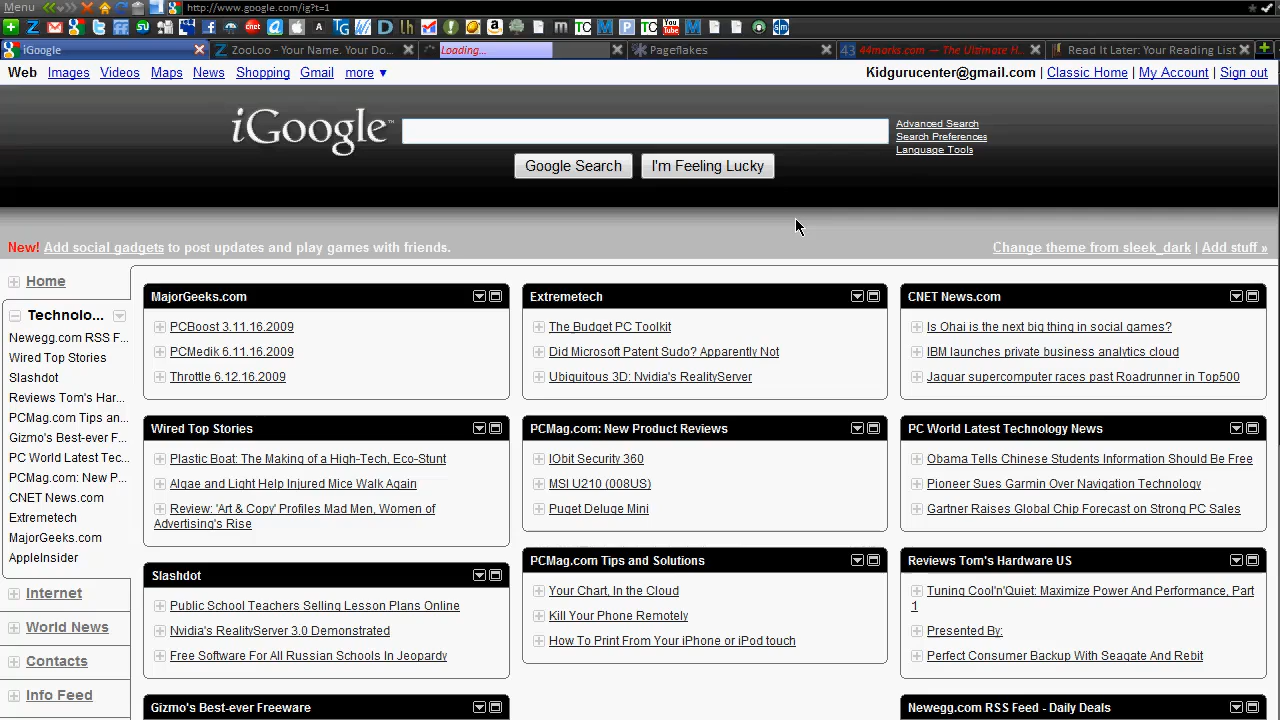 Menu http://www.google.com/ig?t=1
iGoogle ZooLoo - Your Name. Your Do... Loading... Pageflakes 44marks.com — The Ultimate H... Read It Later: Your Reading List
Web Images Videos Maps News Shopping Gmail more ▼ Kidgurucenter@gmail.com | Classic Home | My Account | Sign out
iGoogle™
Advanced Search
Search Preferences
Language Tools
Google Search I'm Feeling Lucky
New! Add social gadgets to post updates and play games with friends. Change theme from sleek_dark | Add stuff »
Home
Technolo...
Newegg.com RSS F...
Wired Top Stories
Slashdot
Reviews Tom's Har...
PCMag.com Tips an...
Gizmo's Best-ever F...
PC World Latest Tec...
PCMag.com: New P...
CNET News.com
Extremetech
MajorGeeks.com
AppleInsider
Internet
World News
Contacts
Info Feed
MajorGeeks.com
PCBoost 3.11.16.2009
PCMedik 6.11.16.2009
Throttle 6.12.16.2009
Wired Top Stories
Plastic Boat: The Making of a High-Tech, Eco-Stunt
Algae and Light Help Injured Mice Walk Again
Review: 'Art & Copy' Profiles Mad Men, Women of
Advertising's Rise
Slashdot
Public School Teachers Selling Lesson Plans Online
Nvidia's RealityServer 3.0 Demonstrated
Free Software For All Russian Schools In Jeopardy
Gizmo's Best-ever Freeware
Extremetech
The Budget PC Toolkit
Did Microsoft Patent Sudo? Apparently Not
Ubiquitous 3D: Nvidia's RealityServer
PCMag.com: New Product Reviews
IObit Security 360
MSI U210 (008US)
Puget Deluge Mini
PCMag.com Tips and Solutions
Your Chart, In the Cloud
Kill Your Phone Remotely
How To Print From Your iPhone or iPod touch
CNET News.com
Is Ohai is the next big thing in social games?
IBM launches private business analytics cloud
Jaguar supercomputer races past Roadrunner in Top500
PC World Latest Technology News
Obama Tells Chinese Students Information Should Be Free
Pioneer Sues Garmin Over Navigation Technology
Gartner Raises Global Chip Forecast on Strong PC Sales
Reviews Tom's Hardware US
Tuning Cool'n'Quiet: Maximize Power And Performance, Part
1
Presented By:
Perfect Consumer Backup With Seagate And Rebit
Newegg.com RSS Feed - Daily Deals